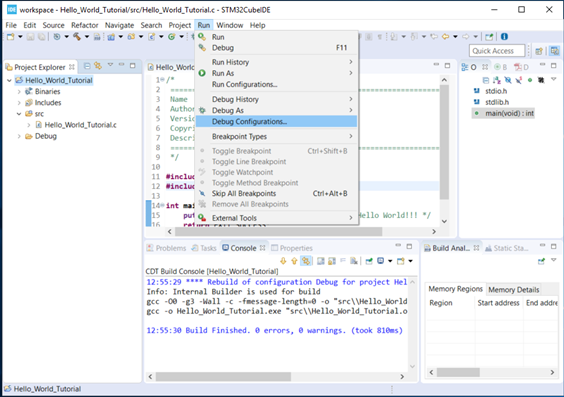 workspace - Hello_World_Tutorial/src/Hello_World_Tutorial.c - STM32CubeIDE
File Edit Source Refactor Navigate Search Project Run Window Help
Quick Access
Project Explorer
Hello_World_Tutorial
Binaries
Includes
src
Hello_World_Tutorial.c
Debug
Hello_Wo
1 /*
2 ====
3 Name
4 Autho
5 Versi
6 Copyri
7 Descri
8 ====
9 */
10
11 #inclu
12 #inclu
13
14 int mai
15 put Hello World!!! */
16
Run
Debug F11
Run History
Run As
Run Configurations...
Debug History
Debug As
Debug Configurations...
Breakpoint Types
Toggle Breakpoint Ctrl+Shift+B
Toggle Line Breakpoint
Toggle Watchpoint
Toggle Method Breakpoint
Skip All Breakpoints Ctrl+Alt+B
Remove All Breakpoints
External Tools
O
stdio.h
stdlib.h
main(void) : int
Problems Tasks Console Properties
CDT Build Console [Hello_World_Tutorial]
12:55:29 **** Rebuild of configuration Debug for project Hel
Info: Internal Builder is used for build
gcc -O0 -g3 -Wall -c -fmessage-length=0 -o "src\\Hello_World
gcc -o Hello_World_Tutorial.exe "src\\Hello_World_Tutorial.o
12:55:30 Build Finished. 0 errors, 0 warnings. (took 810ms)
Build Anal... Static Sta...
Memory Regions Memory Details
Region Start address End addre
Hello_World_Tutorial